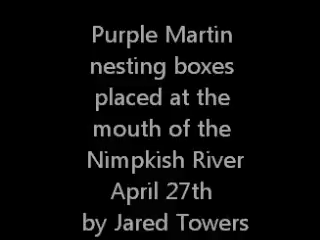 Purple Martin
nesting boxes
placed at the
mouth of the
Nimpkish River
April 27th
by Jared Towers